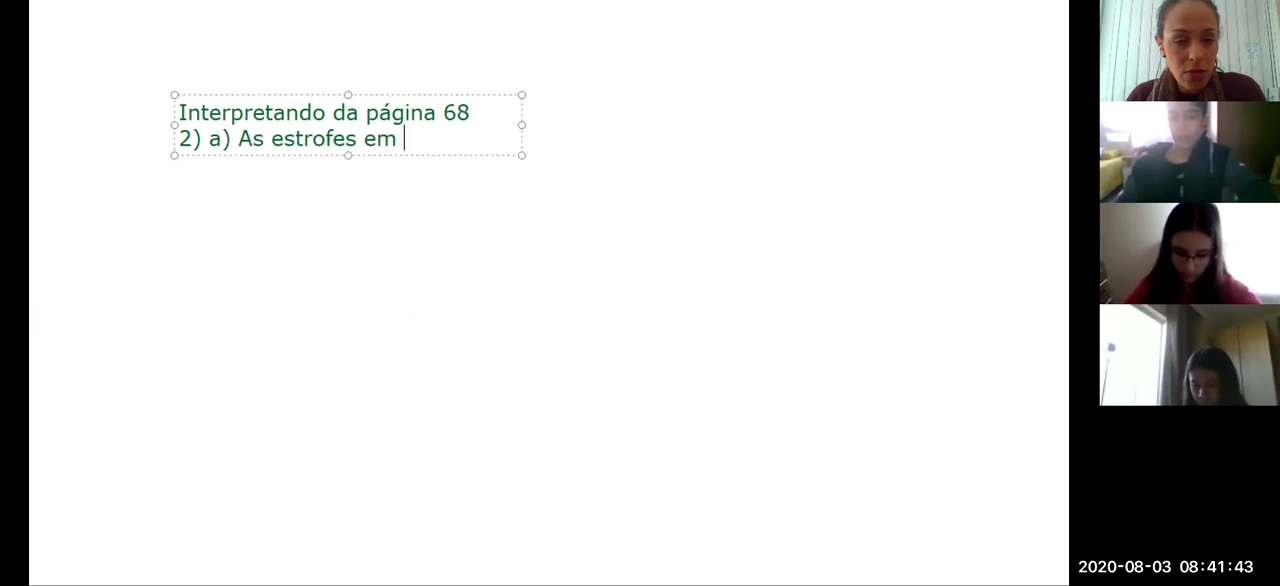 Interpretando da página 68
2) a) As estrofes em
2020-08-03 08:41:43